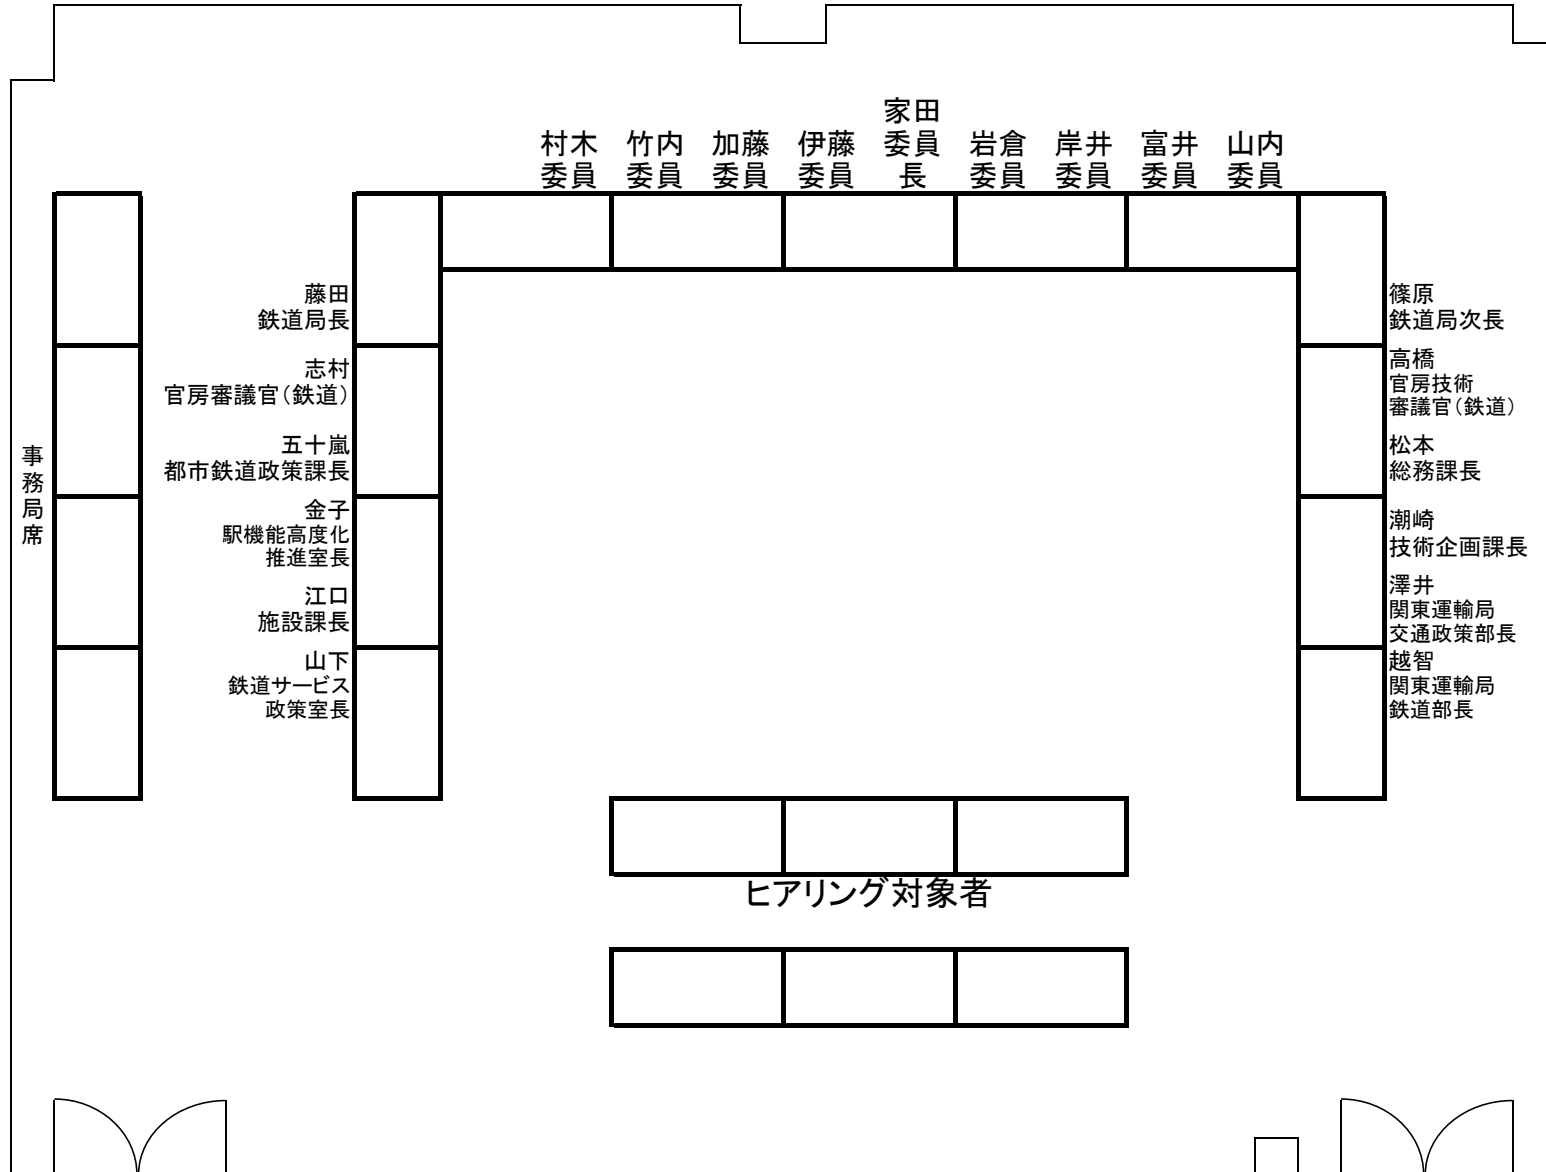 村木
委員
竹内
委員
加藤
委員
伊藤
委員
家田
委員
長
岩倉
委員
岸井
委員
富井
委員
山内
委員
事務局席
藤田
鉄道局長
志村
官房審議官（鉄道）
五十嵐
都市鉄道政策課長
金子
駅機能高度化
推進室長
江口
施設課長
山下
鉄道サービス
政策室長
篠原
鉄道局次長
高橋
官房技術
審議官（鉄道）
松本
総務課長
潮崎
技術企画課長
澤井
関東運輸局
交通政策部長
越智
関東運輸局
鉄道部長
ヒアリング対象者